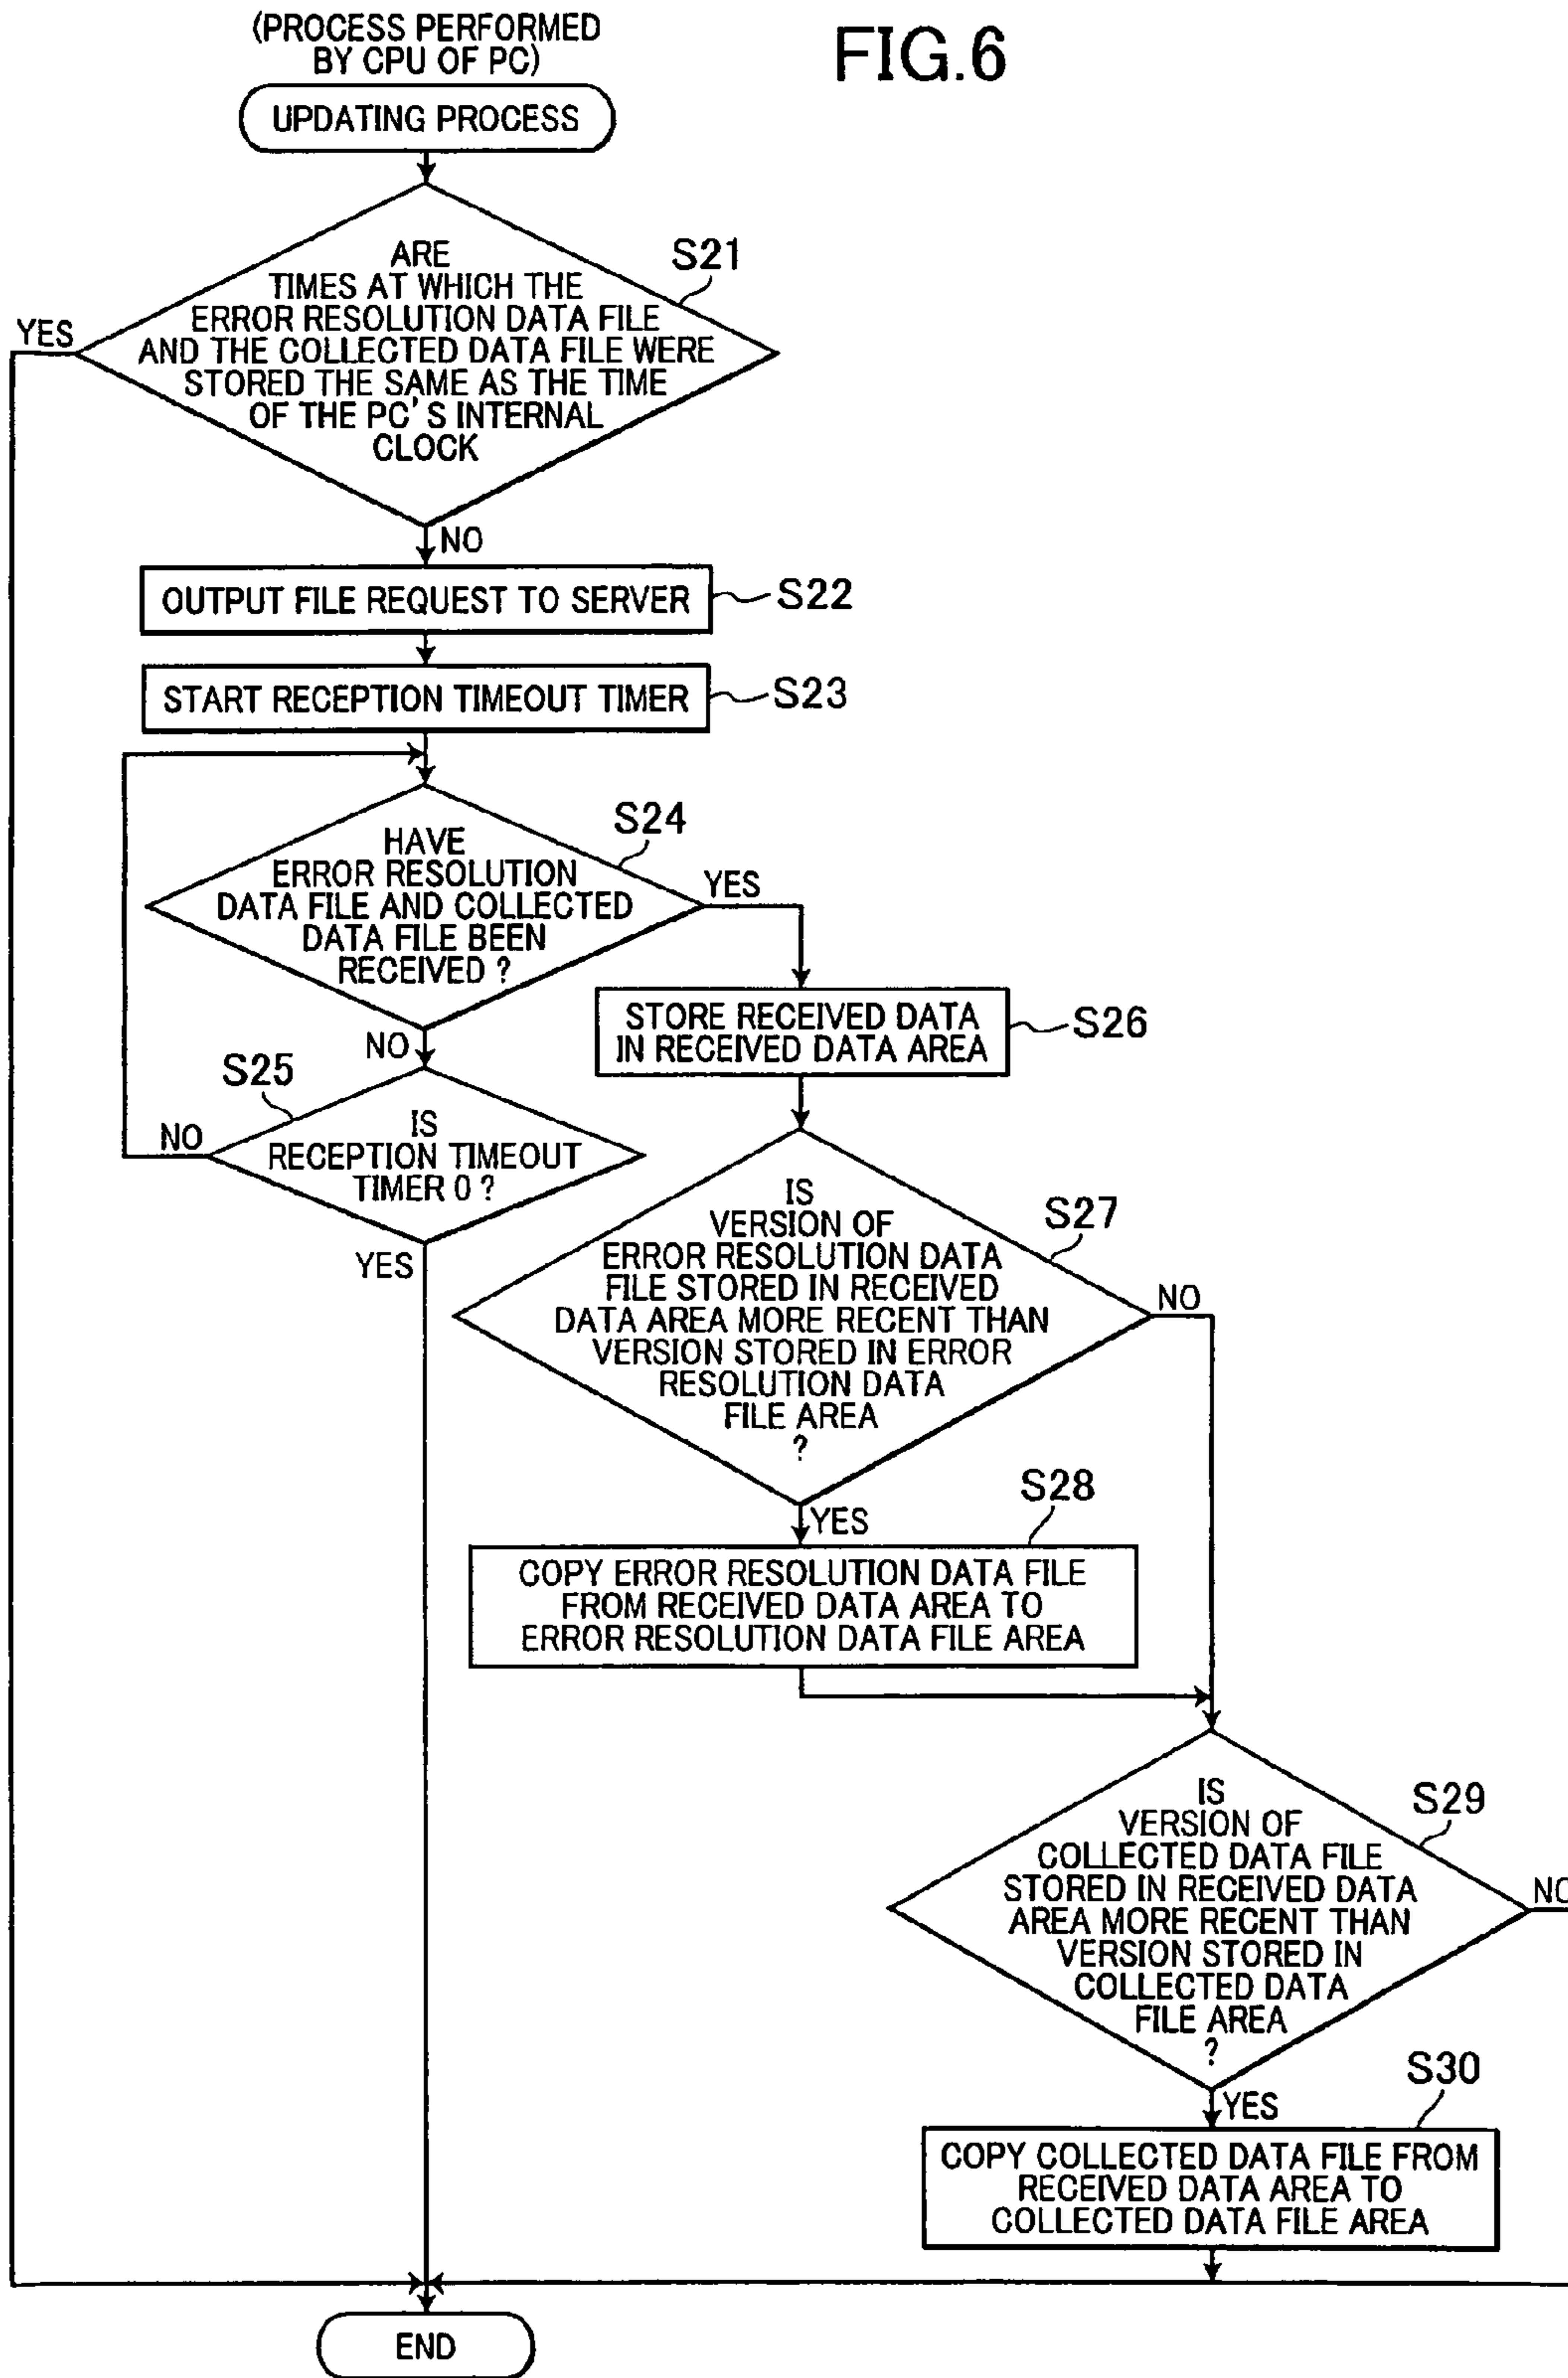 (PROCESS PERFORMED
BY CPU OF PC)
FIG.6
UPDATING PROCESS
ARE
TIMES AT WHICH THE
ERROR RESOLUTION DATA FILE
AND THE COLLECTED DATA FILE WERE
STORED THE SAME AS THE TIME
OF THE PC'S INTERNAL
CLOCK
S21
YES
NO
OUTPUT FILE REQUEST TO SERVER
S22
START RECEPTION TIMEOUT TIMER
S23
HAVE
ERROR RESOLUTION
DATA FILE AND COLLECTED
DATA FILE BEEN
RECEIVED ?
S24
YES
NO
STORE RECEIVED DATA
IN RECEIVED DATA AREA
S26
S25
IS
RECEPTION TIMEOUT
TIMER 0 ?
NO
YES
IS
VERSION OF
ERROR RESOLUTION DATA
FILE STORED IN RECEIVED
DATA AREA MORE RECENT THAN
VERSION STORED IN ERROR
RESOLUTION DATA
FILE AREA
?
S27
NO
YES
S28
COPY ERROR RESOLUTION DATA FILE
FROM RECEIVED DATA AREA TO
ERROR RESOLUTION DATA FILE AREA
IS
VERSION OF
COLLECTED DATA FILE
STORED IN RECEIVED DATA
AREA MORE RECENT THAN
VERSION STORED IN
COLLECTED DATA
FILE AREA
?
S29
NO
YES
S30
COPY COLLECTED DATA FILE FROM
RECEIVED DATA AREA TO
COLLECTED DATA FILE AREA
END